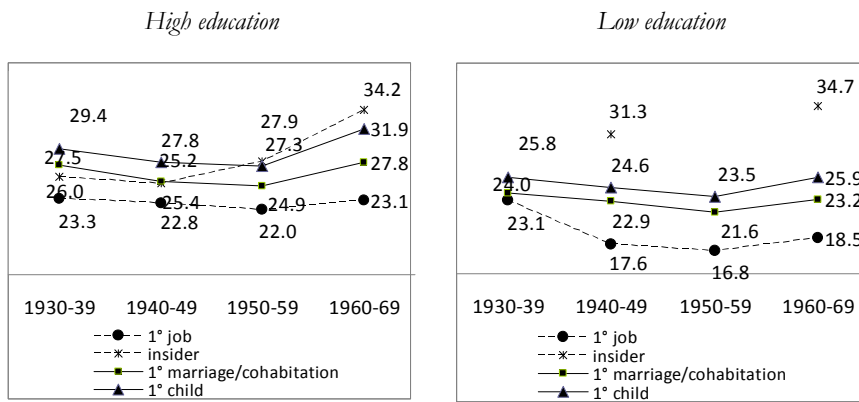 High education
Low education
34.2
29.4
27.8
27.9
31.9
27.5
25.2
27.3
27.8
26.0
25.4
24.9
23.1
23.3
22.8
22.0
1930-39 1940-49 1950-59 1960-69
1° job
insider
1° marriage/cohabitation
1° child
34.7
31.3
25.8
24.6
23.5
25.9
24.0
23.2
23.1
22.9
21.6
18.5
17.6
16.8
1930-39 1940-49 1950-59 1960-69
1° job
insider
1° marriage/cohabitation
1° child